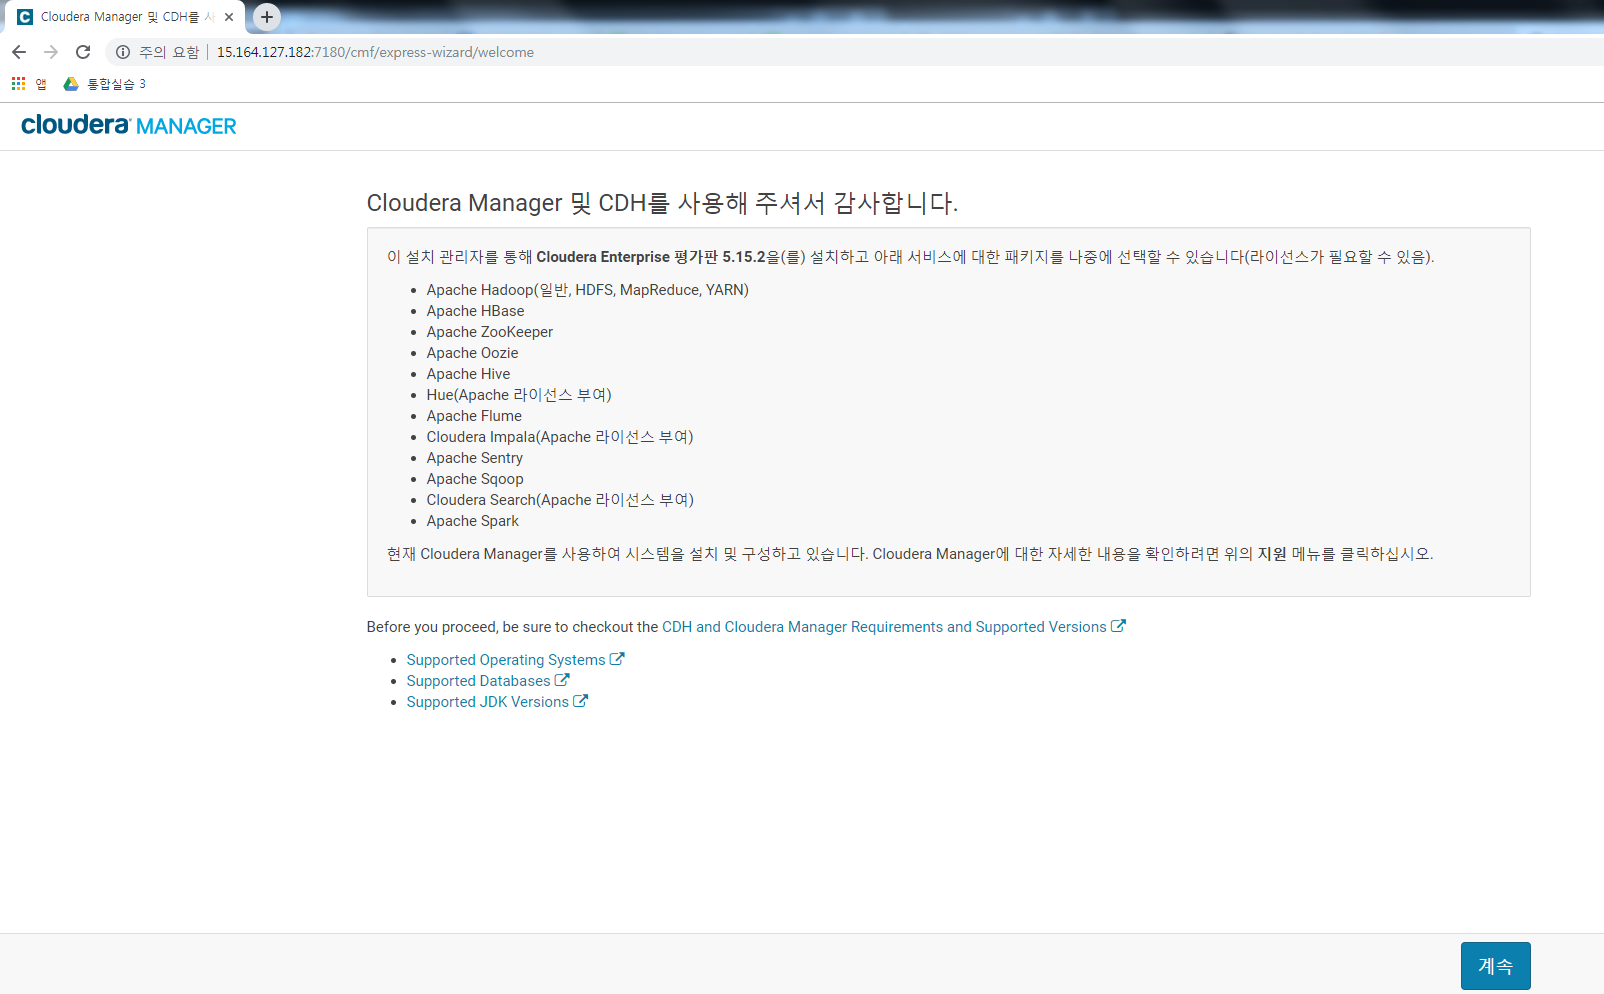 Cloudera Manager 및 CDH를
주의 요함 15.164.127.182:7180/cmf/express-wizard/welcome
앱 통합실습 3
cloudera MANAGER
Cloudera Manager 및 CDH를 사용해 주셔서 감사합니다.
이 설치 관리자를 통해 Cloudera Enterprise 평가판 5.15.2을(를) 설치하고 아래 서비스에 대한 패키지를 나중에 선택할 수 있습니다(라이선스가 필요할 수 있음).
Apache Hadoop(일반, HDFS, MapReduce, YARN)
Apache HBase
Apache ZooKeeper
Apache Oozie
Apache Hive
Hue(Apache 라이선스 부여)
Apache Flume
Cloudera Impala(Apache 라이선스 부여)
Apache Sentry
Apache Sqoop
Cloudera Search(Apache 라이선스 부여)
Apache Spark
현재 Cloudera Manager를 사용하여 시스템을 설치 및 구성하고 있습니다. Cloudera Manager에 대한 자세한 내용을 확인하려면 위의 지원 메뉴를 클릭하십시오.
Before you proceed, be sure to checkout the CDH and Cloudera Manager Requirements and Supported Versions
Supported Operating Systems
Supported Databases
Supported JDK Versions
계속